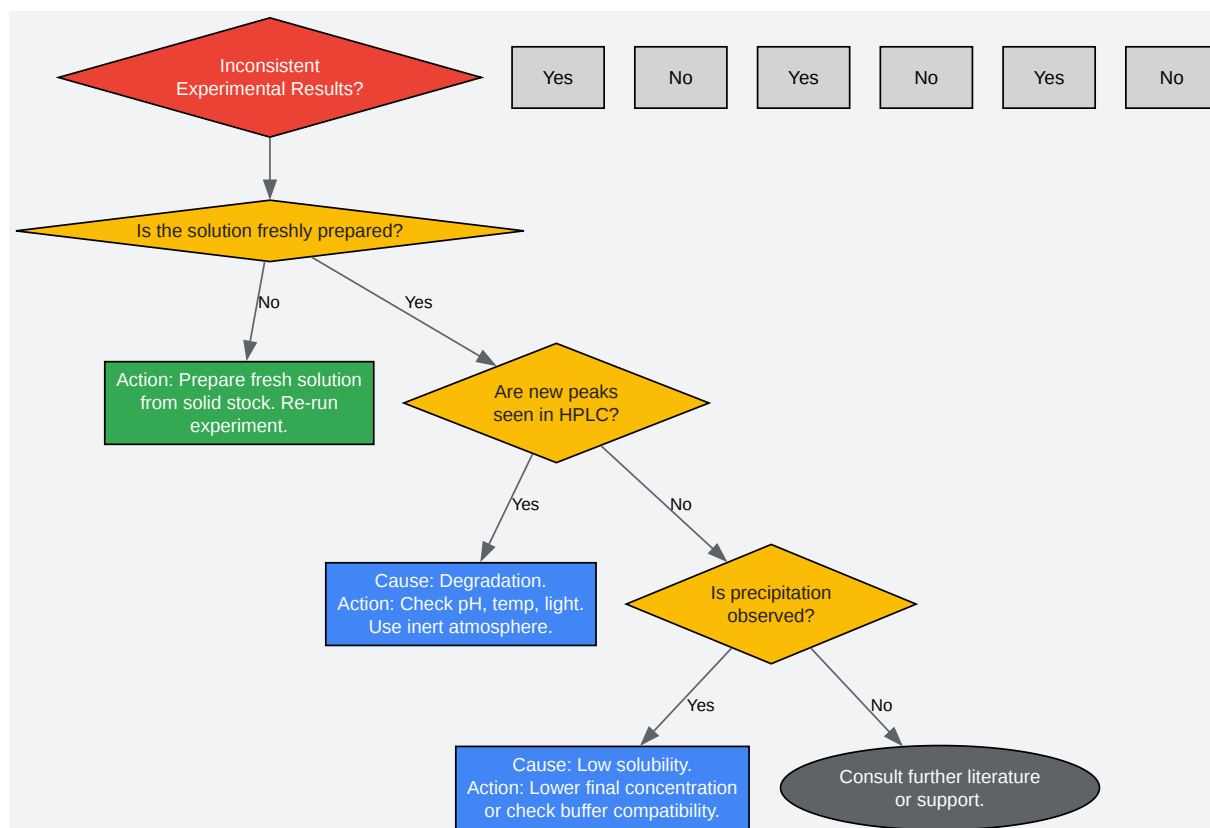 Inconsistent
Experimental Results?
Yes
No
Yes
No
Yes
No
Is the solution freshly prepared?
No
Yes
Action: Prepare fresh solution
from solid stock. Re-run
experiment.
Are new peaks
seen in HPLC?
Yes
No
Cause: Degradation.
Action: Check pH, temp, light.
Use inert atmosphere.
Is precipitation
observed?
Yes
No
Cause: Low solubility.
Action: Lower final concentration
or check buffer compatibility.
Consult further literature
or support.